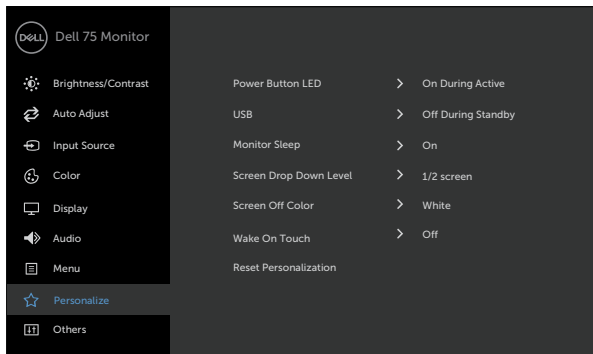 DELL Dell 75 Monitor
Brightness/Contrast Power Button LED On During Active
Auto Adjust USB Off During Standby
Input Source Monitor Sleep On
Color Screen Drop Down Level 1/2 screen
Display Screen Off Color White
Audio Wake On Touch Off
Menu Reset Personalization
Personalize
Others